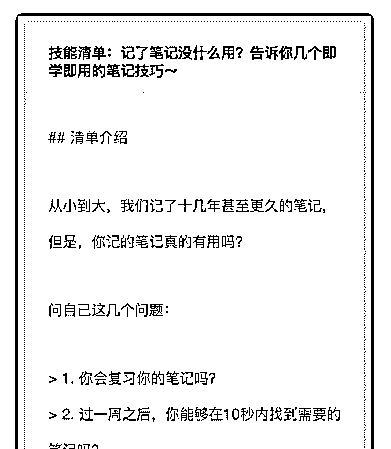 技能清单：记了笔记没什么用？告诉你几个即
学即用的笔记技巧～
## 清单介绍
从小到大，我们记了十几年甚至更久的笔记，
但是，你记的笔记真的有用吗？
问自己这几个问题：
> 1. 你会复习你的笔记吗？
> 2. 过一周之后，你能够在10秒内找到需要的
笔记吗？